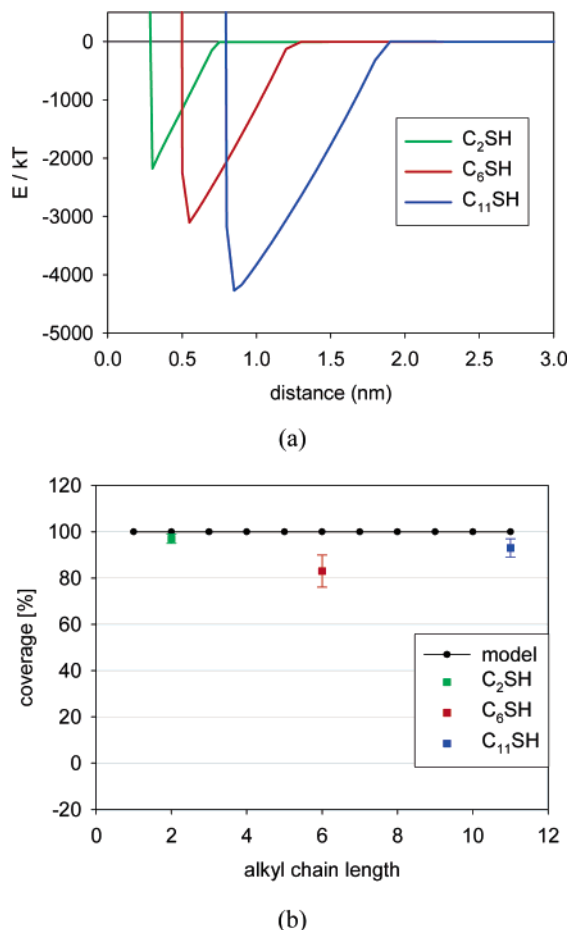 (a)
E / kT
0
-1000
-2000
-3000
-4000
-5000
C₂SH
C₆SH
C₁₁SH
0.0 0.5 1.0 1.5 2.0 2.5 3.0
distance (nm)
(a)
coverage [%]
120
100
80
60
40
20
0
-20
model
C₂SH
C₆SH
C₁₁SH
0 2 4 6 8 10 12
alkyl chain length
(b)